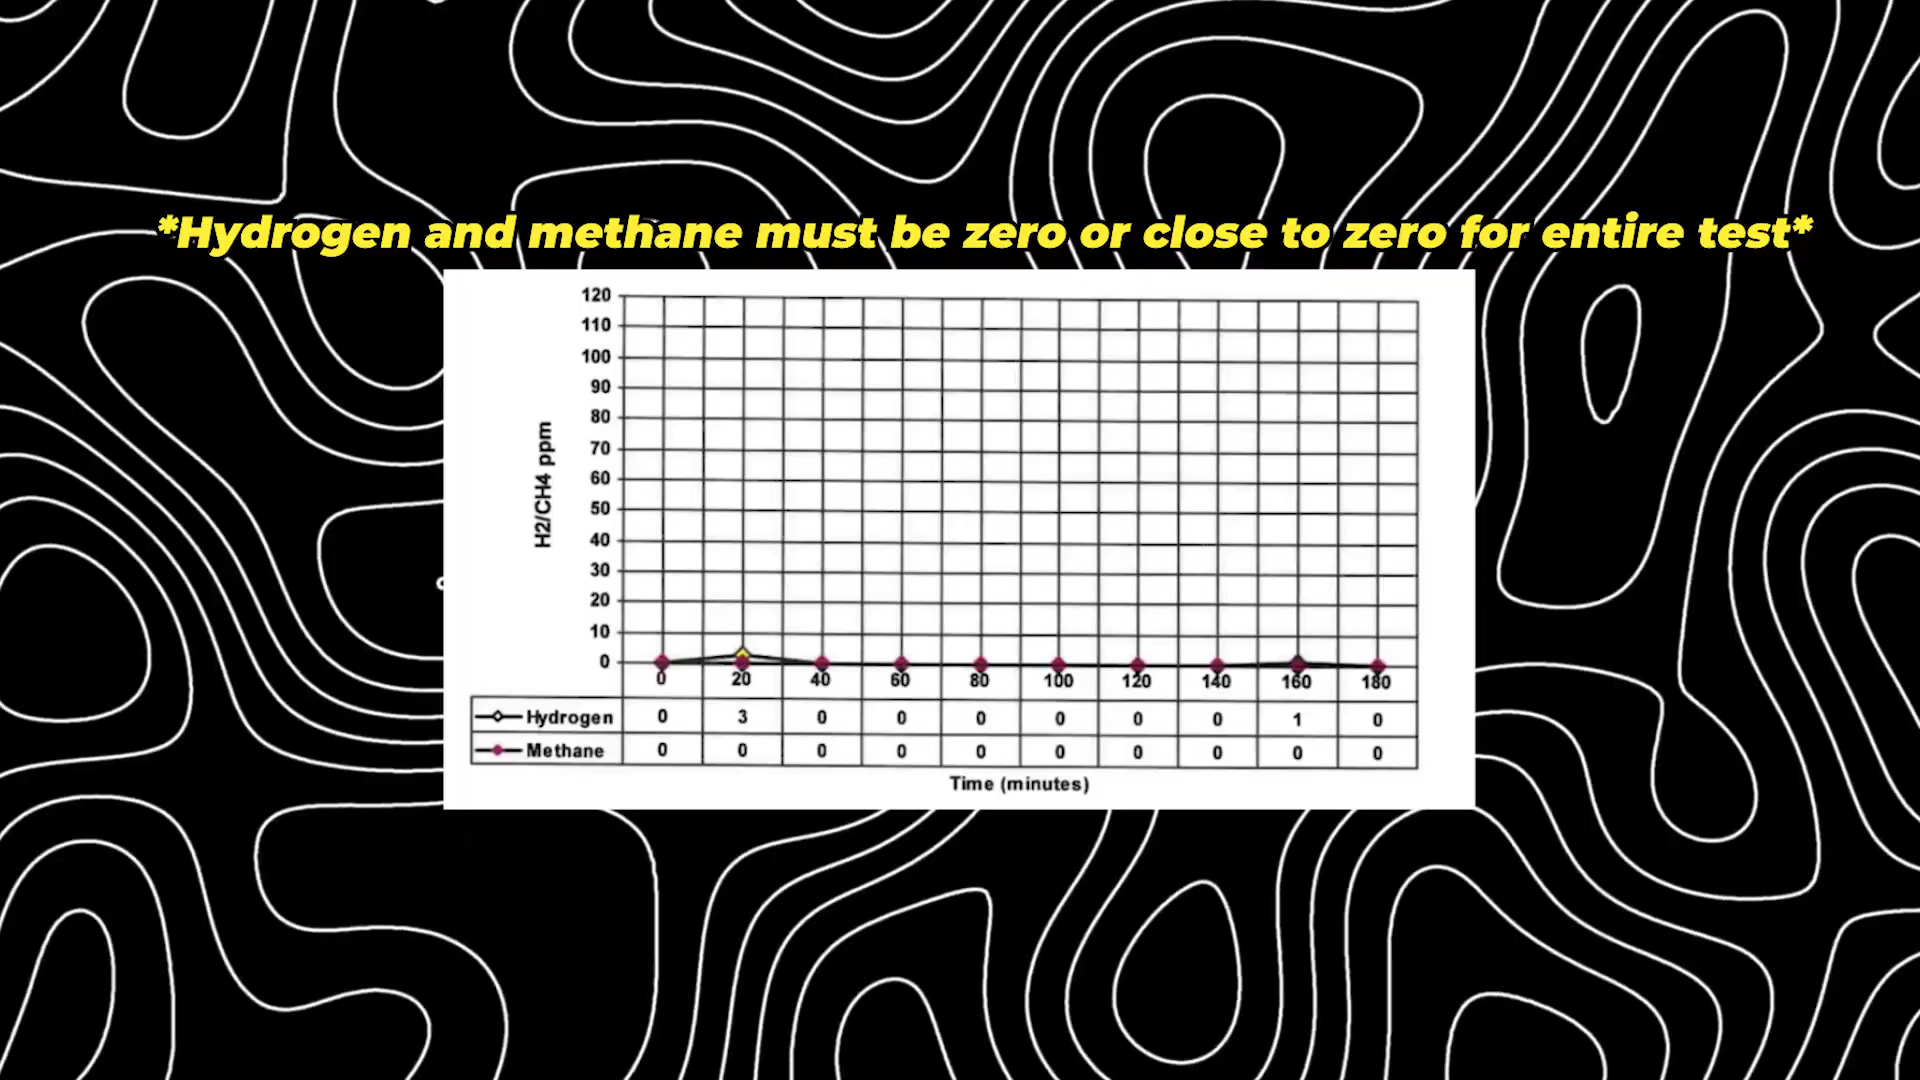 *Hydrogen and methane must be zero or close to zero for entire test*
120
110
100
90
80
70
60
50
40
30
20
10
0
H2/CH4 ppm
0 20 40 60 80 100 120 140 160 180
Hydrogen 0 3 0 0 0 0 0 0 1 0
Methane 0 0 0 0 0 0 0 0 0 0
Time (minutes)